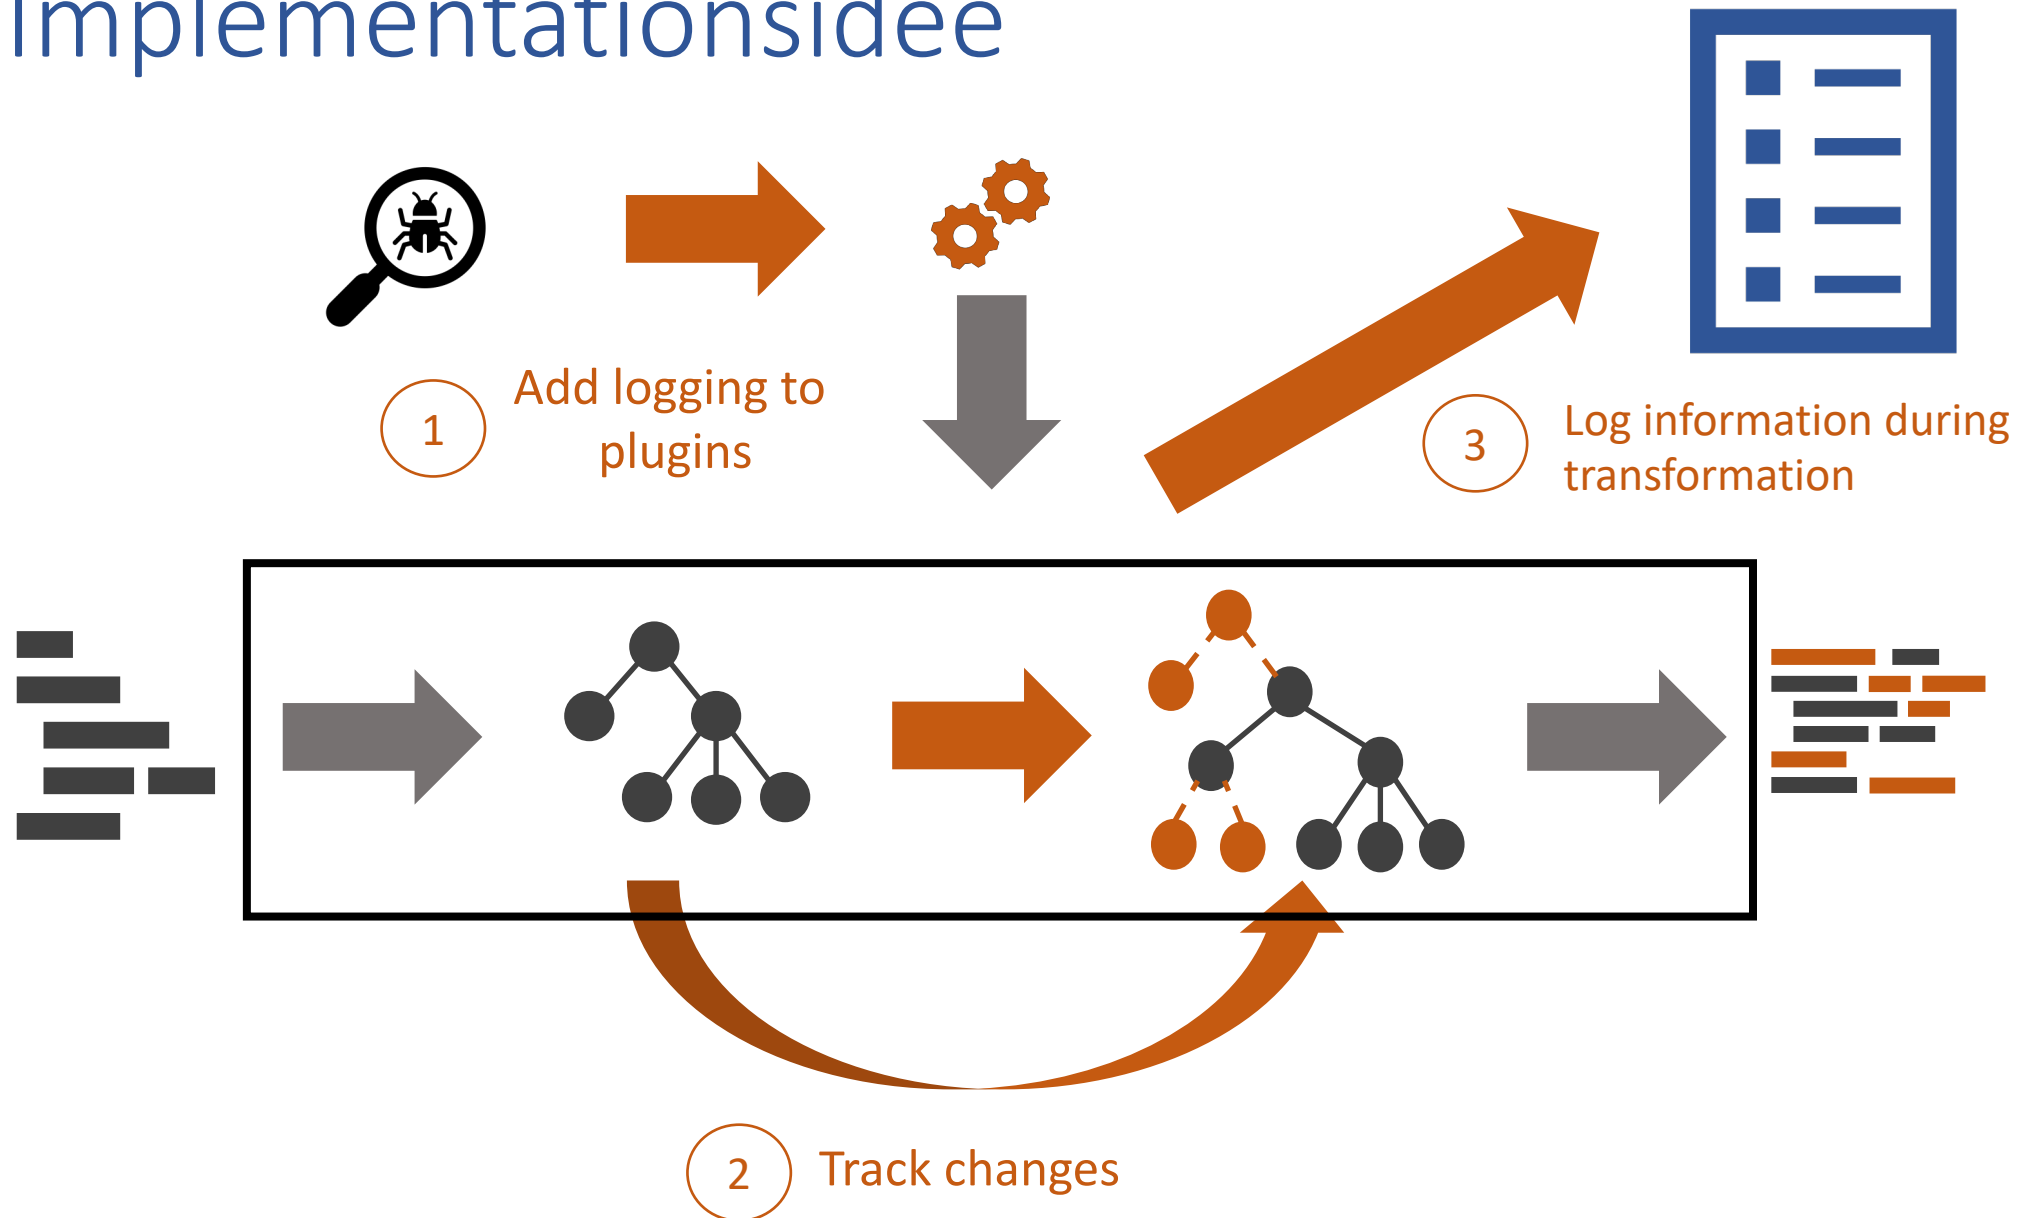 Implementationsidee
1
Add logging to
plugins
3
Log information during
transformation
2
Track changes